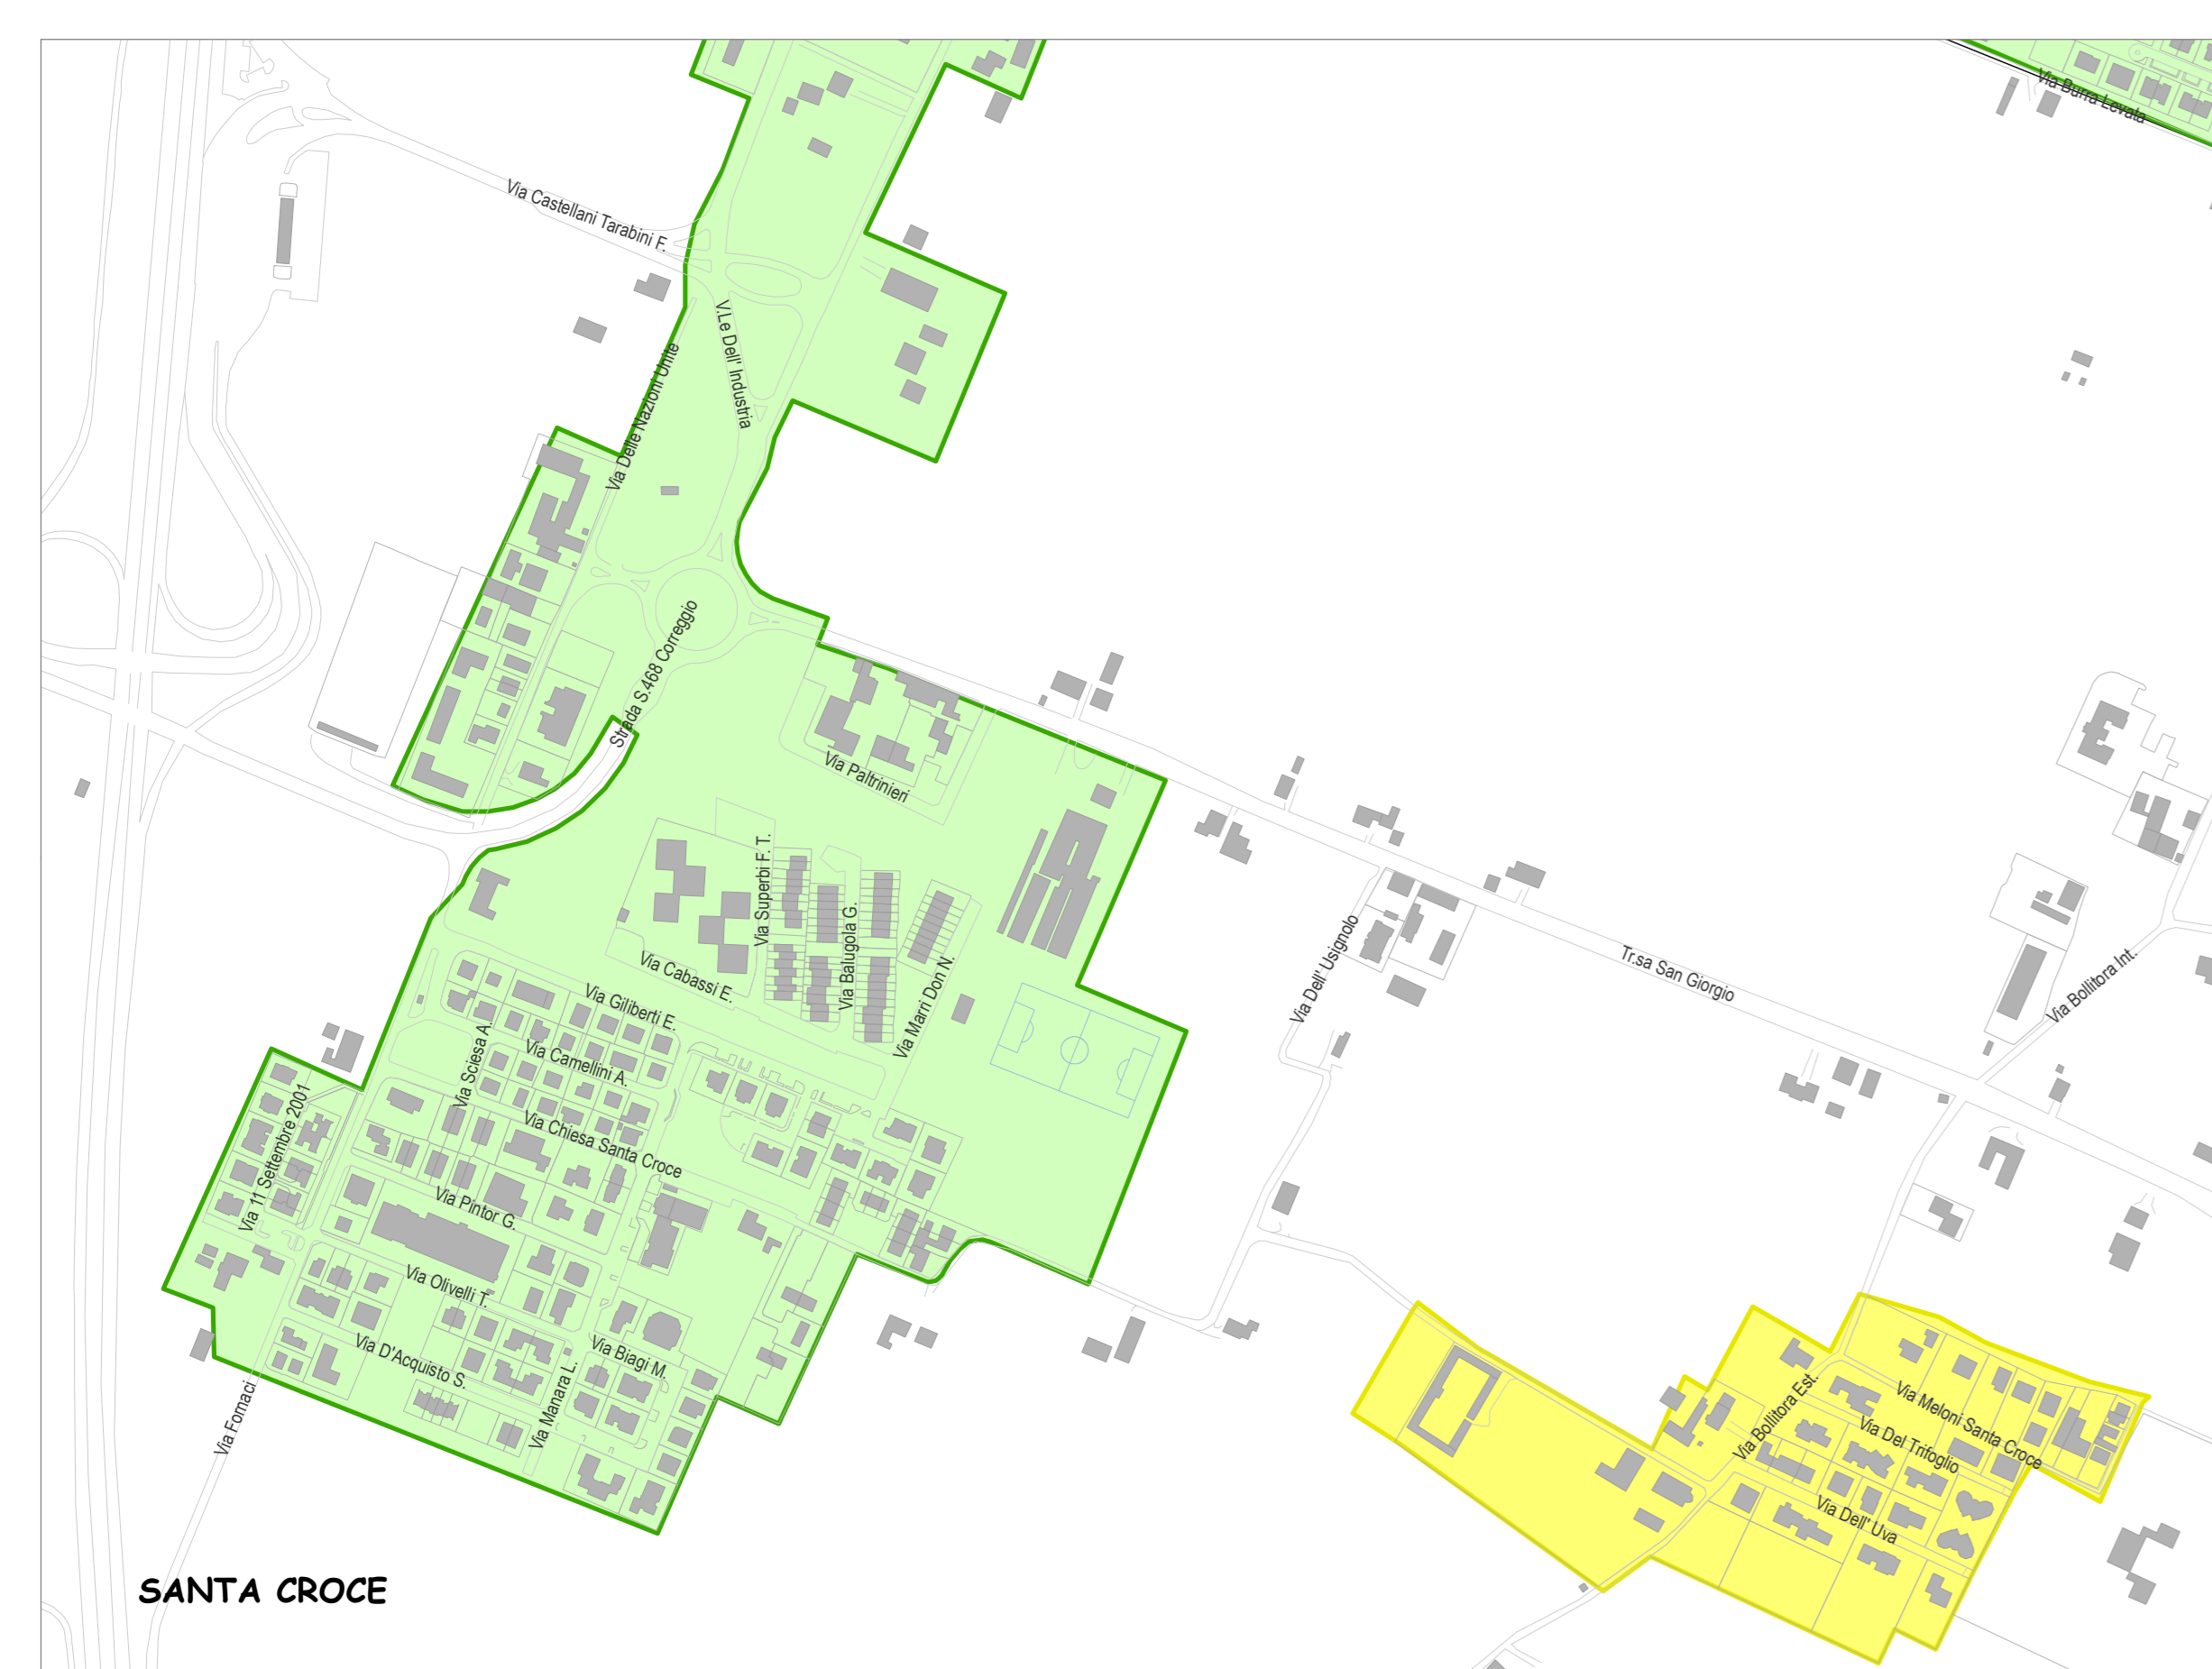 Via Burra Levata
Via Castellani Tarabini F.
V.Le Dell' Industria
Via Delle Nazioni Unite
Strada S.468 Correggio
Via Paltrinieri
Via Superbi F. T.
Via Balugola G.
Via Cabassi E.
Via Marri Don N.
Via Dell' Usignolo
Tr.sa San Giorgio
Via Bollitora Int.
Via Giliberti E.
Via Sciesa A.
Via Camellini A.
Via Chiesa Santa Croce
Via 11 Settembre 2001
Via Pintor G.
Via Olivelli T.
Via D'Acquisto S.
Via Biagi M.
Via Manara L.
Via Fornaci
Via Bollitora Est.
Via Meloni Santa Croce
Via Del Trifoglio
Via Dell' Uva
SANTA CROCE